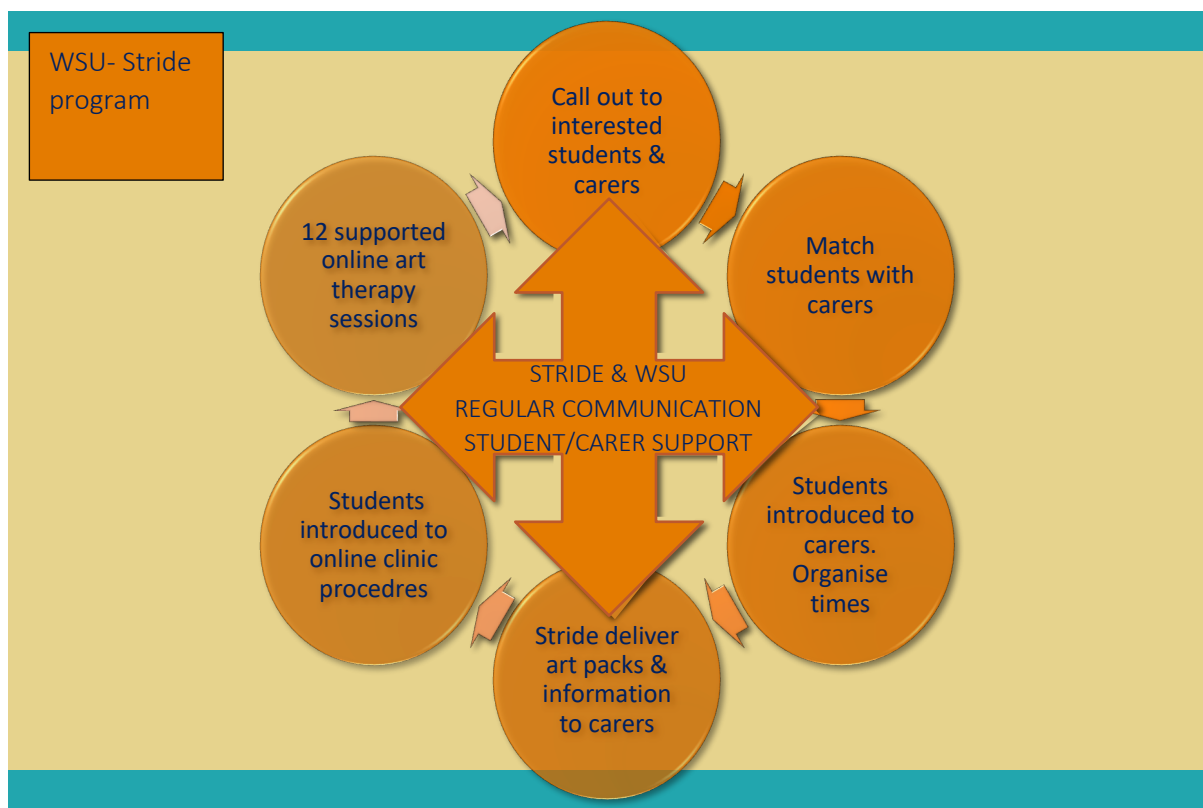 WSU- Stride
program
Call out to
interested
students &
carers
Match
students with
carers
Students
introduced to
carers.
Organise
times
Stride deliver
art packs &
information
to carers
Students
introduced to
online clinic
procedres
12 supported
online art
therapy
sessions
STRIDE & WSU
REGULAR COMMUNICATION
STUDENT/CARER SUPPORT